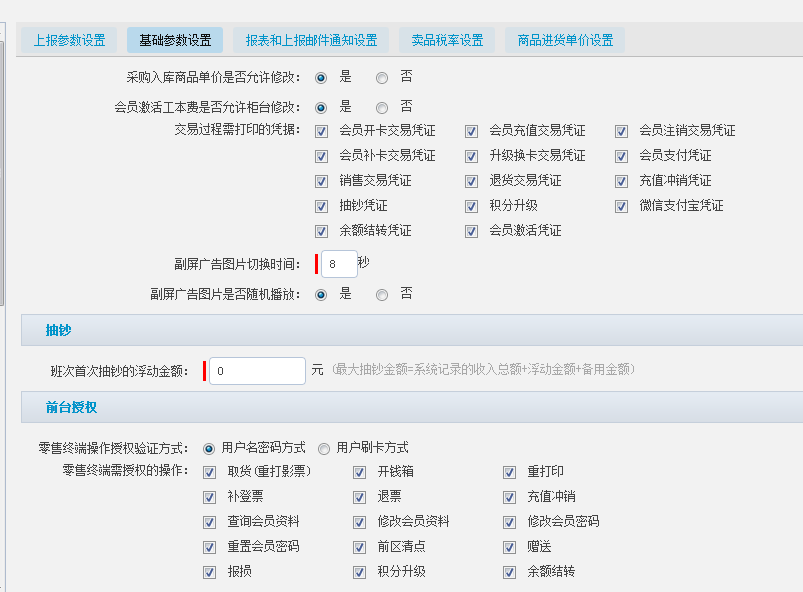 上报参数设置 基础参数设置 报表和上报邮件通知设置 卖品税率设置 商品进货单价设置
采购入库商品单价是否允许修改: 是 否
会员激活工本费是否允许柜台修改: 是 否
交易过程需打印的凭据: 会员开卡交易凭证 会员充值交易凭证 会员注销交易凭证
会员补卡交易凭证 升级换卡交易凭证 会员支付凭证
销售交易凭证 退货交易凭证 充值冲销凭证
抽钞凭证 积分升级 微信支付宝凭证
余额结转凭证 会员激活凭证
副屏广告图片切换时间: 8 秒
副屏广告图片是否随机播放: 是 否
抽钞
班次首次抽钞的浮动金额: 0 元 (最大抽钞金额=系统记录的收入总额+浮动金额+备用金额)
前台授权
零售终端操作授权验证方式: 用户名密码方式 用户刷卡方式
零售终端需授权的操作: 取货(重打影票) 开钱箱 重打印
补登票 退票 充值冲销
查询会员资料 修改会员资料 修改会员密码
重置会员密码 前区清点 赠送
报损 积分升级 余额结转